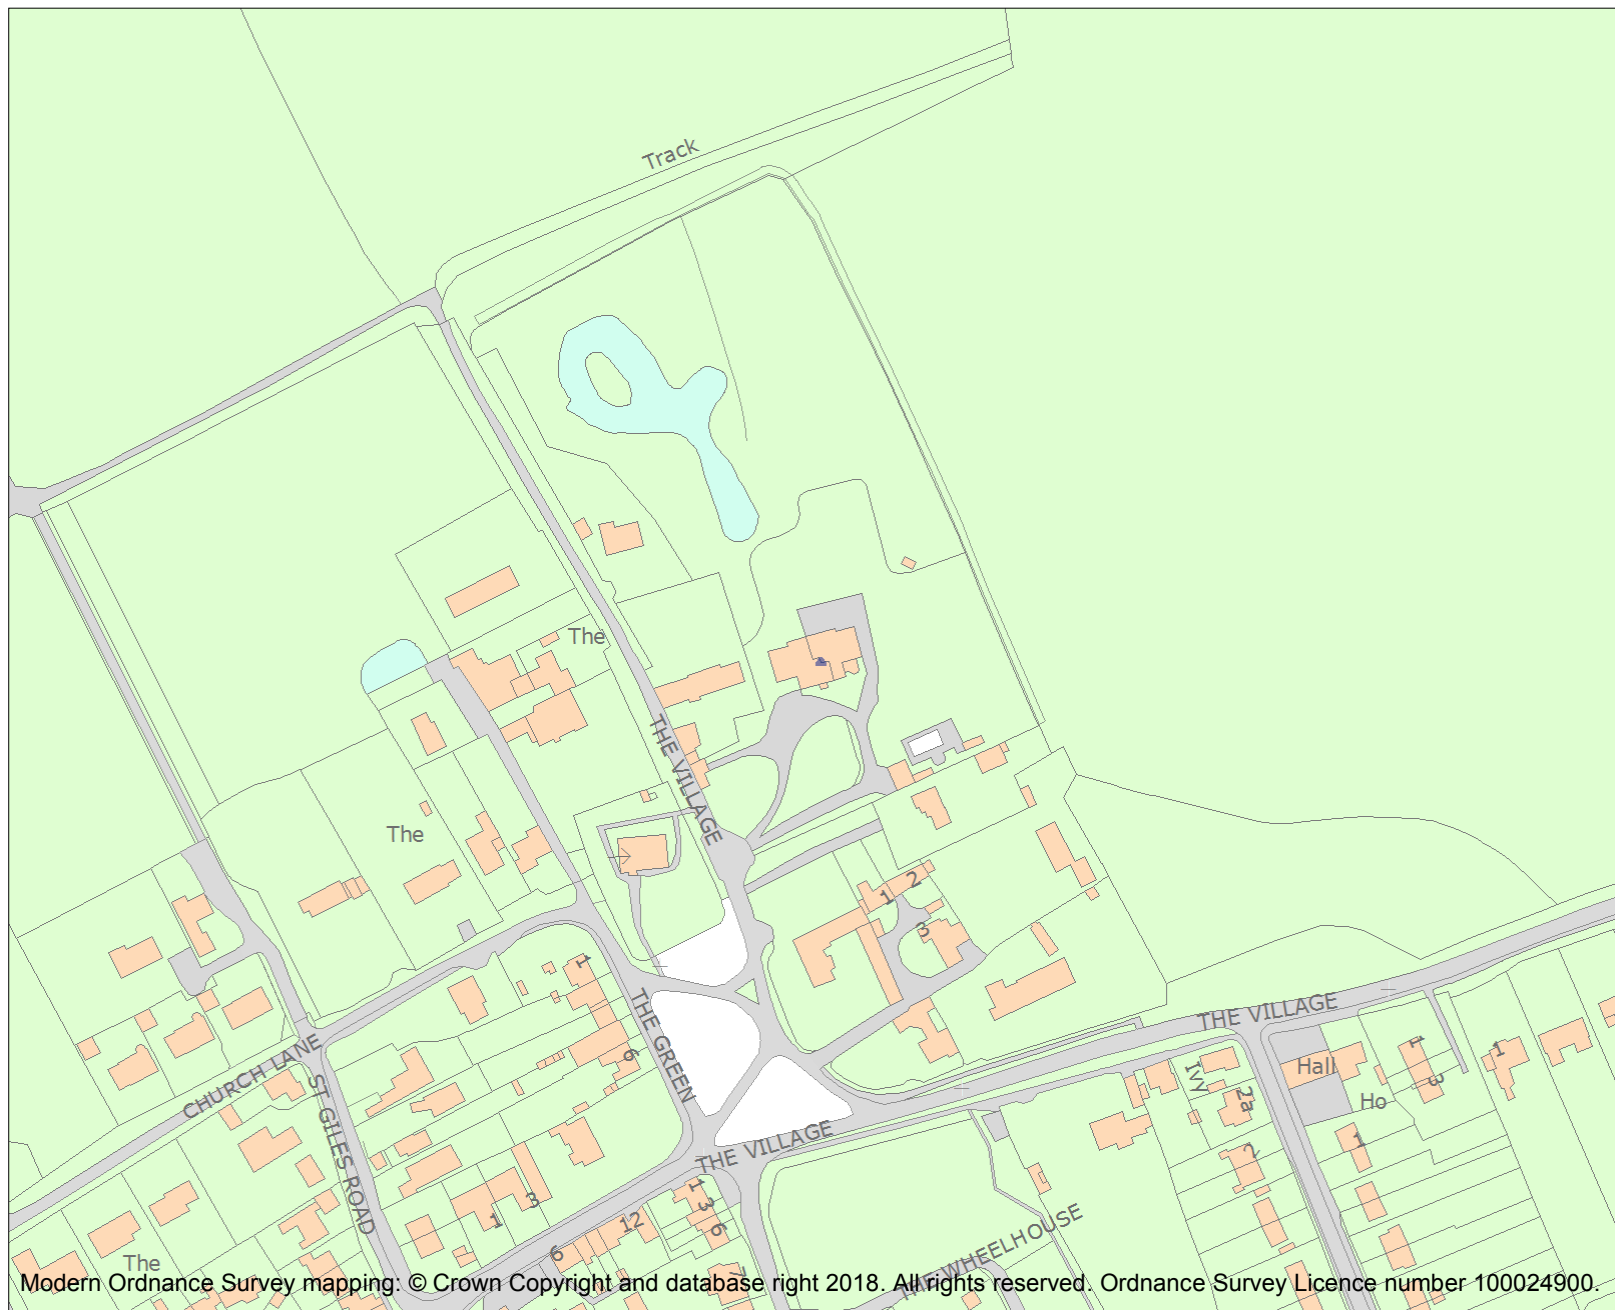 Track
The
THE VILLAGE
The
1
2
3
1
THE GREEN
6
THE VILLAGE
CHURCH LANE
ST GILES ROAD
Ivy
2a
2
Hall
Ho
1
3
1
1
THE VILLAGE
1
3
6
7
12
6
3
1
The
THE WHEELHOUSE
Modern Ordnance Survey mapping: © Crown Copyright and database right 2018. All rights reserved. Ordnance Survey Licence number 100024900.